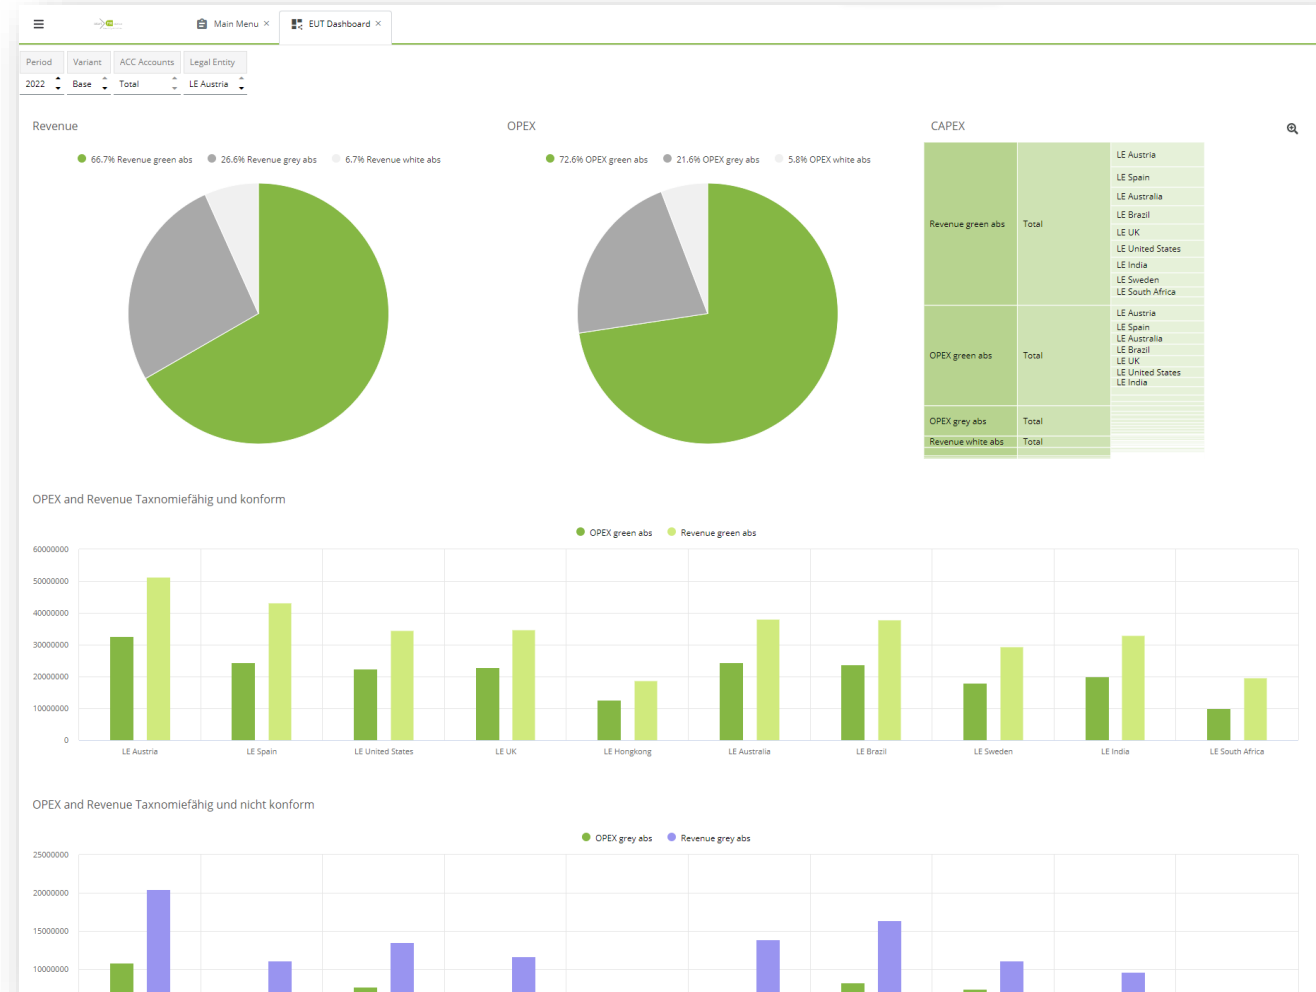 Main Menu ×
EUT Dashboard ×
Period Variant ACC Accounts Legal Entity
2022 Base Total LE Austria
Revenue
66.7% Revenue green abs 26.6% Revenue grey abs 6.7% Revenue white abs
OPEX
72.6% OPEX green abs 21.6% OPEX grey abs 5.8% OPEX white abs
CAPEX
Revenue green abs Total
LE Austria
LE Spain
LE Australia
LE Brazil
LE UK
LE United States
LE India
LE Sweden
LE South Africa
OPEX green abs Total
LE Austria
LE Spain
LE Australia
LE Brazil
LE UK
LE United States
LE India
OPEX grey abs Total
Revenue white abs Total
OPEX and Revenue Taxnomiefähig und konform
OPEX green abs Revenue green abs
60000000
50000000
40000000
30000000
20000000
10000000
0
LE Austria LE Spain LE United States LE UK LE Hongkong LE Australia LE Brazil LE Sweden LE India LE South Africa
OPEX and Revenue Taxnomiefähig und nicht konform
OPEX grey abs Revenue grey abs
25000000
20000000
15000000
10000000